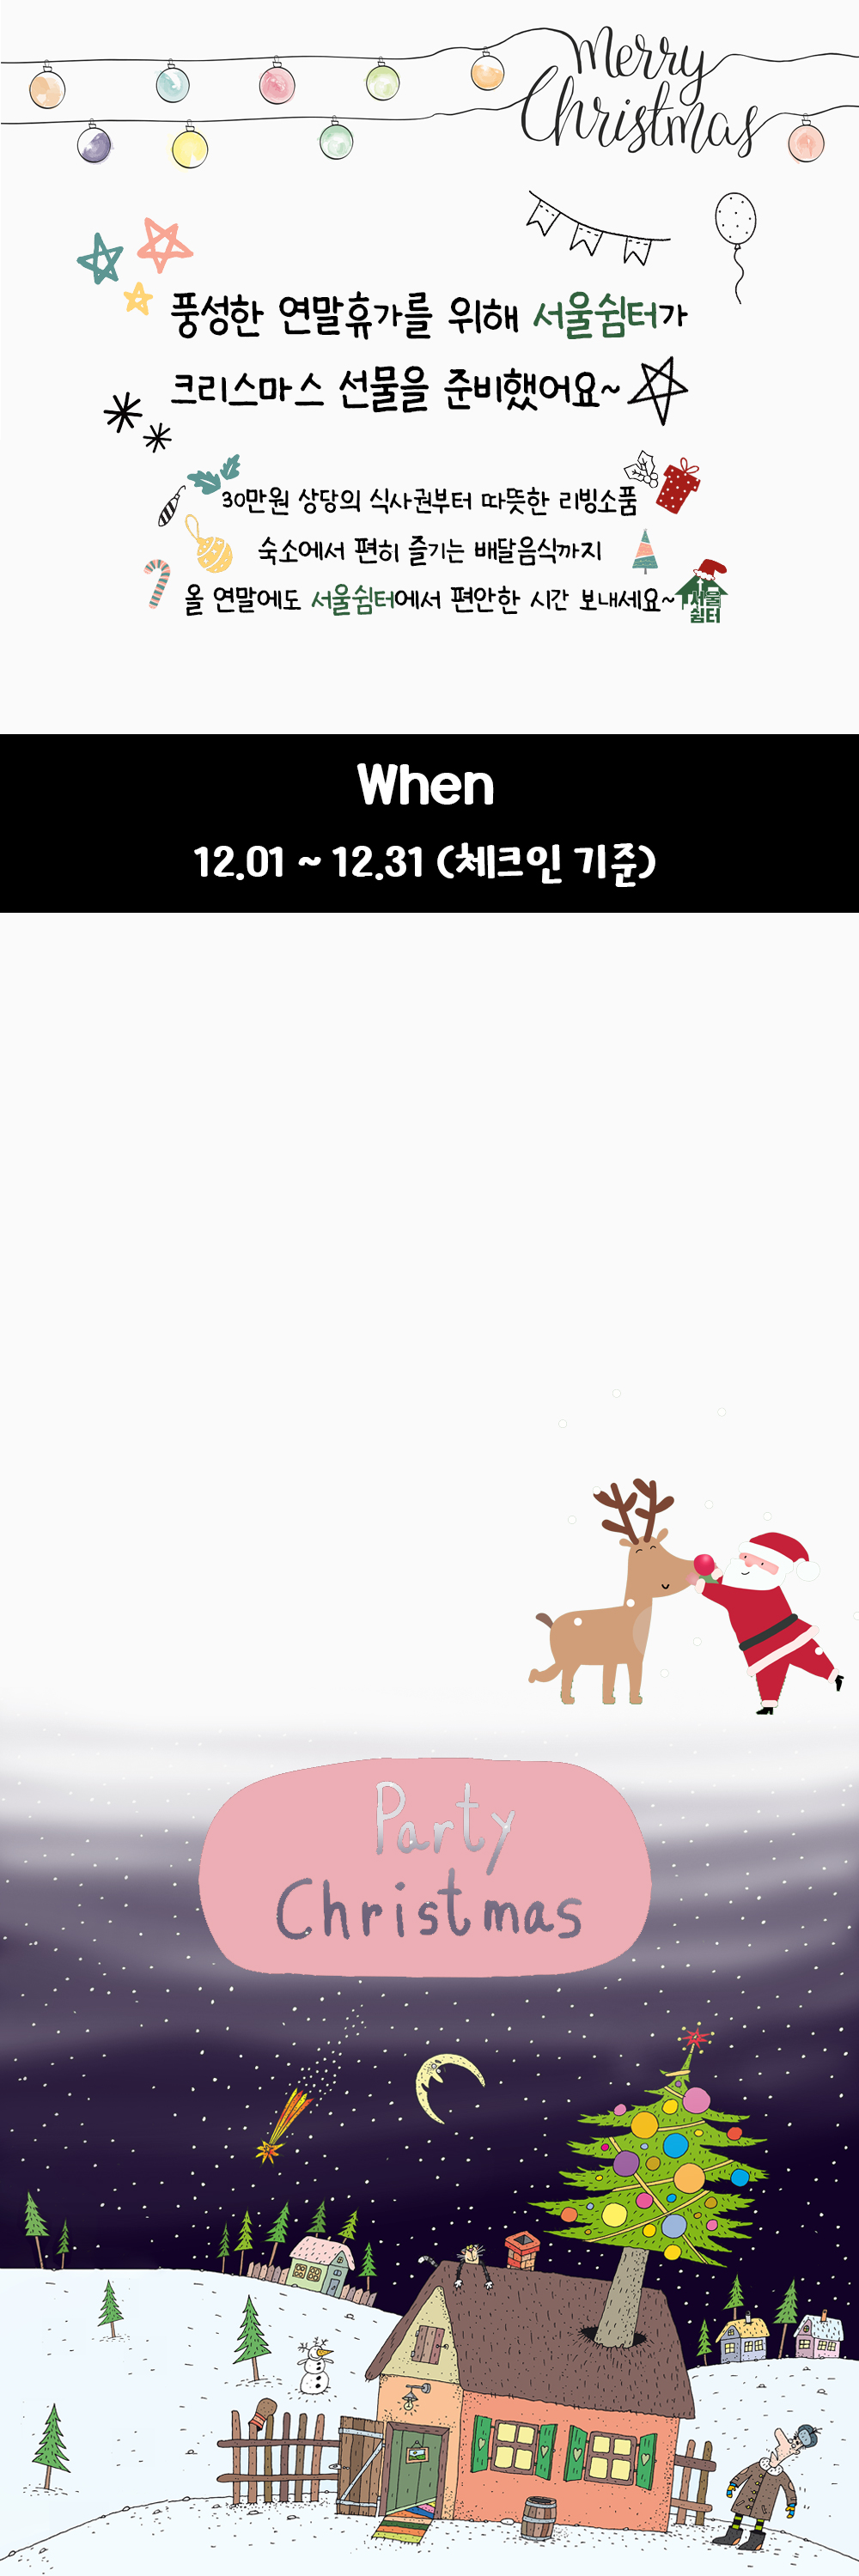 Merry
Christmas
풍성한 연말휴가를 위해 서울쉼터가
크리스마스 선물을 준비했어요~
30만원 상당의 식사권부터 따뜻한 리빙소품
숙소에서 편히 즐기는 배달음식까지
올 연말에도 서울쉼터에서 편안한 시간 보내세요~
서울
쉼터
When
12.01 ~ 12.31 (체크인 기준)
Party
Christmas